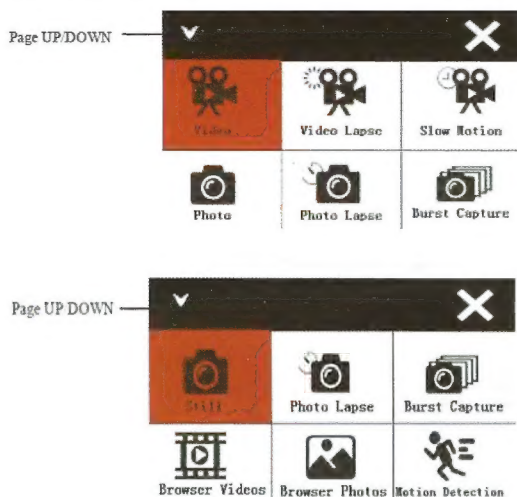 Page UP/DOWN
Video
Video Lapse
Slow Motion
Photo
Photo Lapse
Burst Capture
Page UP DOWN
Still
Photo Lapse
Burst Capture
Browser Videos
Browser Photos
Motion Detection